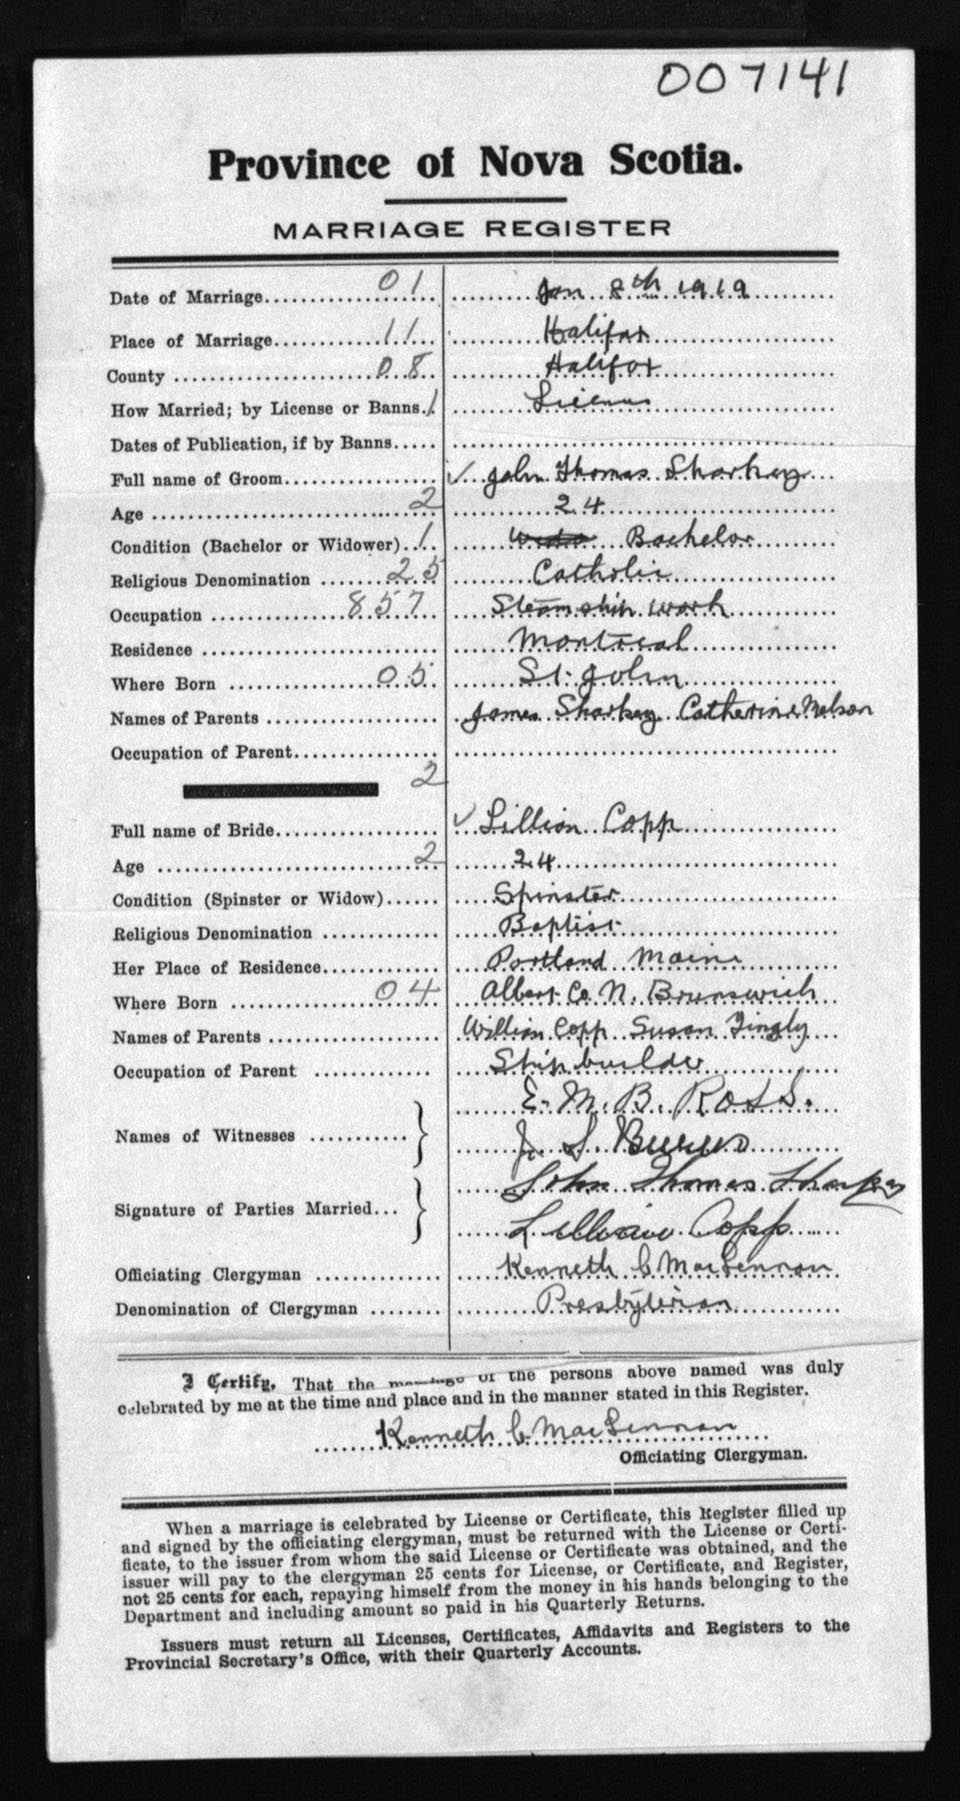 007141
Province of Nova Scotia.
MARRIAGE REGISTER
Date of Marriage 01 Jan 8th 1919
Place of Marriage 11 Halifax
County 08 Halifax
How Married; by License or Banns 1 License
Dates of Publication, if by Banns
Full name of Groom ✓ John Thomas Sharkey
Age 2 24
Condition (Bachelor or Widower) 1 Bachelor
Religious Denomination 25 Catholic
Occupation 857 Steamship work
Residence Montreal
Where Born 05 St. John
Names of Parents James Sharkey Catherine
Occupation of Parent
2
Full name of Bride ✓ Lillian Copp
Age 2 24
Condition (Spinster or Widow) Spinster
Religious Denomination Baptist
Her Place of Residence Portland Maine
Where Born 04 Albert Co N. Brunswick
Names of Parents William Copp Susan Tingly
Occupation of Parent Ship builder
E. M. B. Ross.
Names of Witnesses J. S.
John Thomas Sharkey
Signature of Parties Married
Lillian Copp
Officiating Clergyman Kenneth C MacLennan
Denomination of Clergyman Presbyterian
I Certify, That the marriage of the persons above named was duly
celebrated by me at the time and place and in the manner stated in this Register.
Kenneth C MacLennan
Officiating Clergyman.
When a marriage is celebrated by License or Certificate, this Register filled up
and signed by the officiating clergyman, must be returned with the License or Certi-
ficate, to the issuer from whom the said License or Certificate was obtained, and the
issuer will pay to the clergyman 25 cents for License, or Certificate, and Register,
not 25 cents for each, repaying himself from the money in his hands belonging to the
Department and including amount so paid in his Quarterly Returns.
Issuers must return all Licenses, Certificates, Affidavits and Registers to the
Provincial Secretary's Office, with their Quarterly Accounts.